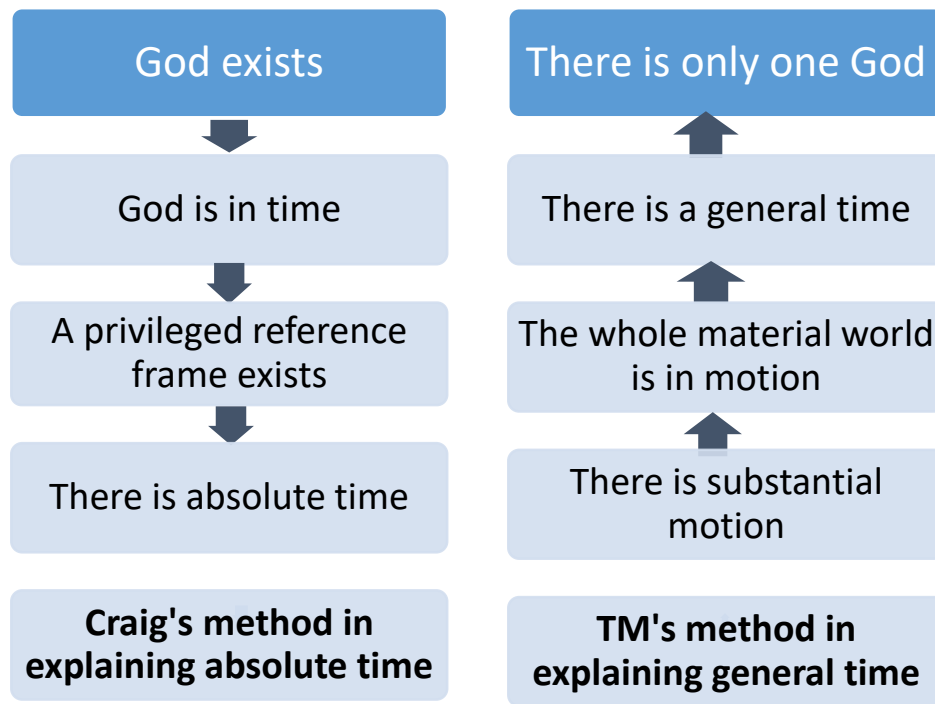 God exists
God is in time
A privileged reference
frame exists
There is absolute time
Craig's method in
explaining absolute time
There is only one God
There is a general time
The whole material world
is in motion
There is substantial
motion
TM's method in
explaining general time